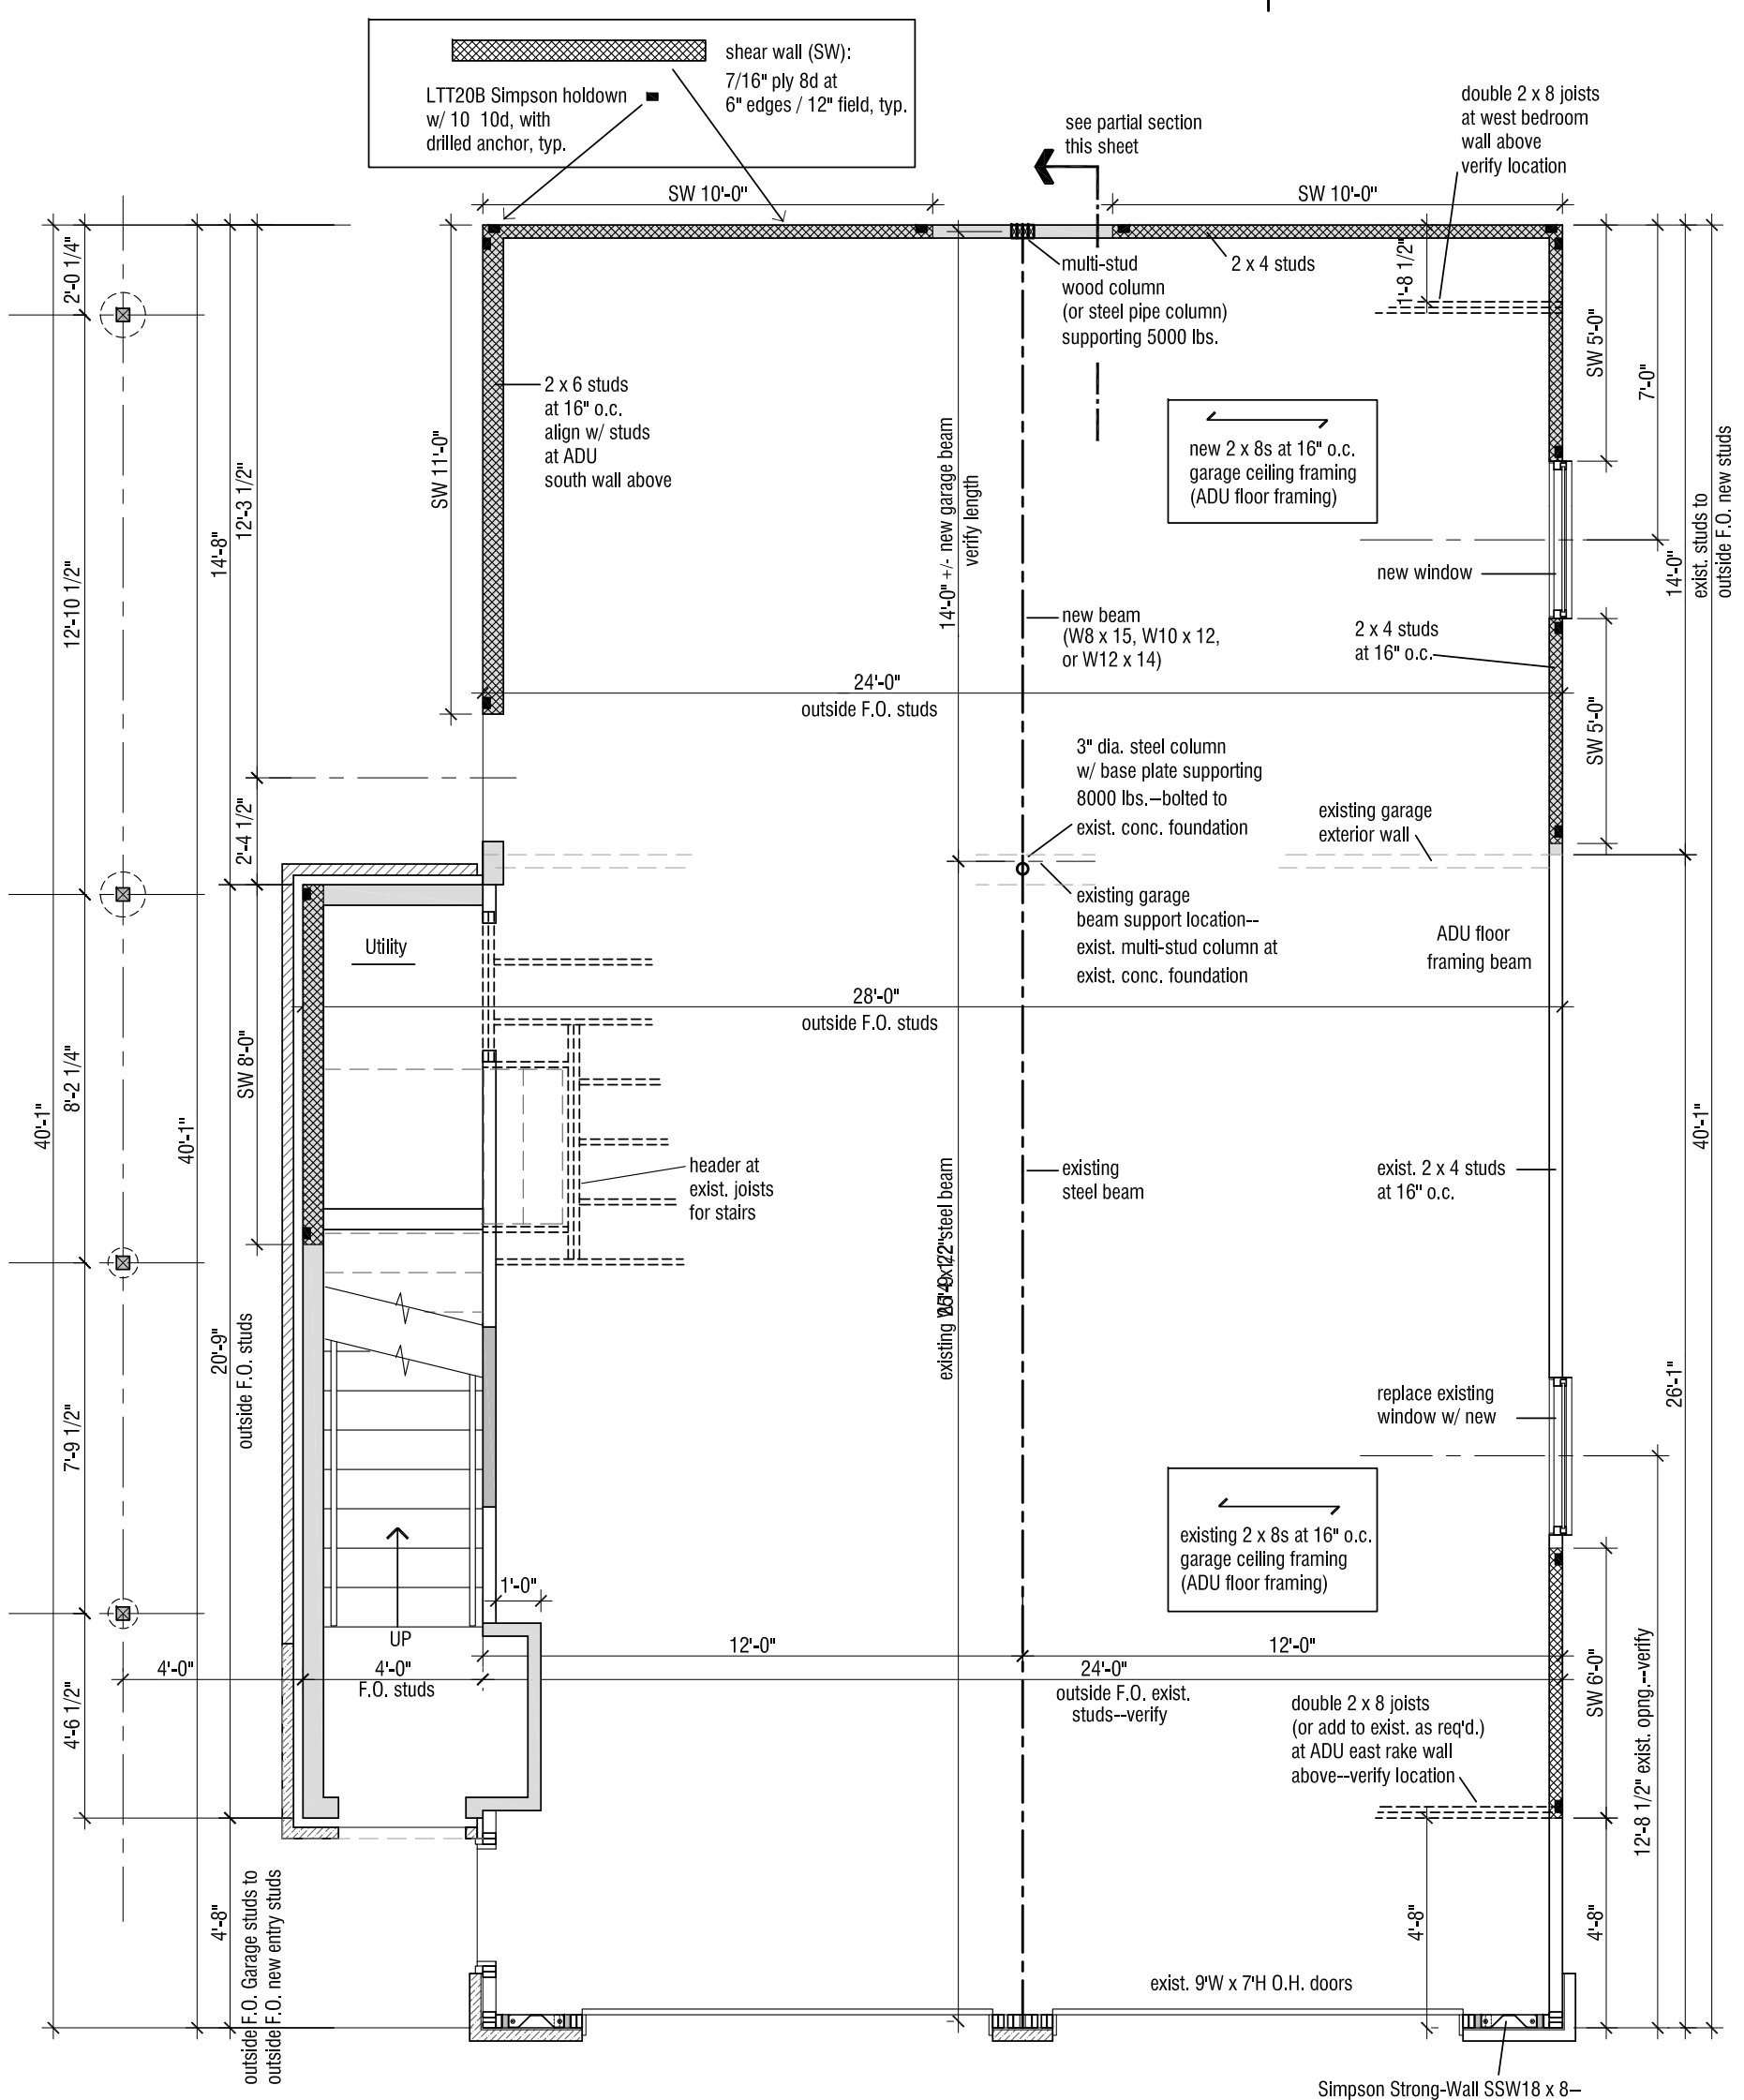 shear wall (SW):
7/16" ply 8d at
6" edges / 12" field, typ.
LTT20B Simpson holdown
w/ 10 10d, with
drilled anchor, typ.
see partial section
this sheet
double 2 x 8 joists
at west bedroom
wall above
verify location
SW 10'-0"
SW 10'-0"
2'-0 1/4"
12'-10 1/2"
8'-2 1/4"
7'-9 1/2"
4'-6 1/2"
40'-1"
40'-1"
14'-8"
12'-3 1/2"
2'-4 1/2"
SW 11'-0"
SW 8'-0"
20'-9"
outside F.O. studs
4'-8"
outside F.O. Garage studs to
outside F.O. new entry studs
multi-stud
wood column
(or steel pipe column)
supporting 5000 lbs.
2 x 4 studs
1'-8 1/2"
SW 5'-0"
7'-0"
2 x 6 studs
at 16" o.c.
align w/ studs
at ADU
south wall above
new 2 x 8s at 16" o.c.
garage ceiling framing
(ADU floor framing)
14'-0" +/- new garage beam
verify length
14'-0"
exist. studs to
outside F.O. new studs
new window
new beam
(W8 x 15, W10 x 12,
or W12 x 14)
2 x 4 studs
at 16" o.c.
24'-0"
outside F.O. studs
SW 5'-0"
3" dia. steel column
w/ base plate supporting
8000 lbs.–bolted to
exist. conc. foundation
existing garage
exterior wall
existing garage
beam support location--
exist. multi-stud column at
exist. conc. foundation
ADU floor
framing beam
Utility
28'-0"
outside F.O. studs
header at
exist. joists
for stairs
existing
steel beam
exist. 2 x 4 studs
at 16" o.c.
40'-1"
26'-1"
replace existing
window w/ new
existing 2 x 8s at 16" o.c.
garage ceiling framing
(ADU floor framing)
existing
steel beam
1'-0"
UP
12'-0"
12'-0"
4'-0"
4'-0"
F.O. studs
24'-0"
outside F.O. exist.
studs--verify
double 2 x 8 joists
(or add to exist. as req'd.)
at ADU east rake wall
above--verify location
SW 6'-0"
12'-8 1/2" exist. opng.--verify
4'-8"
4'-8"
exist. 9'W x 7'H O.H. doors
Simpson Strong-Wall SSW18 x 8–